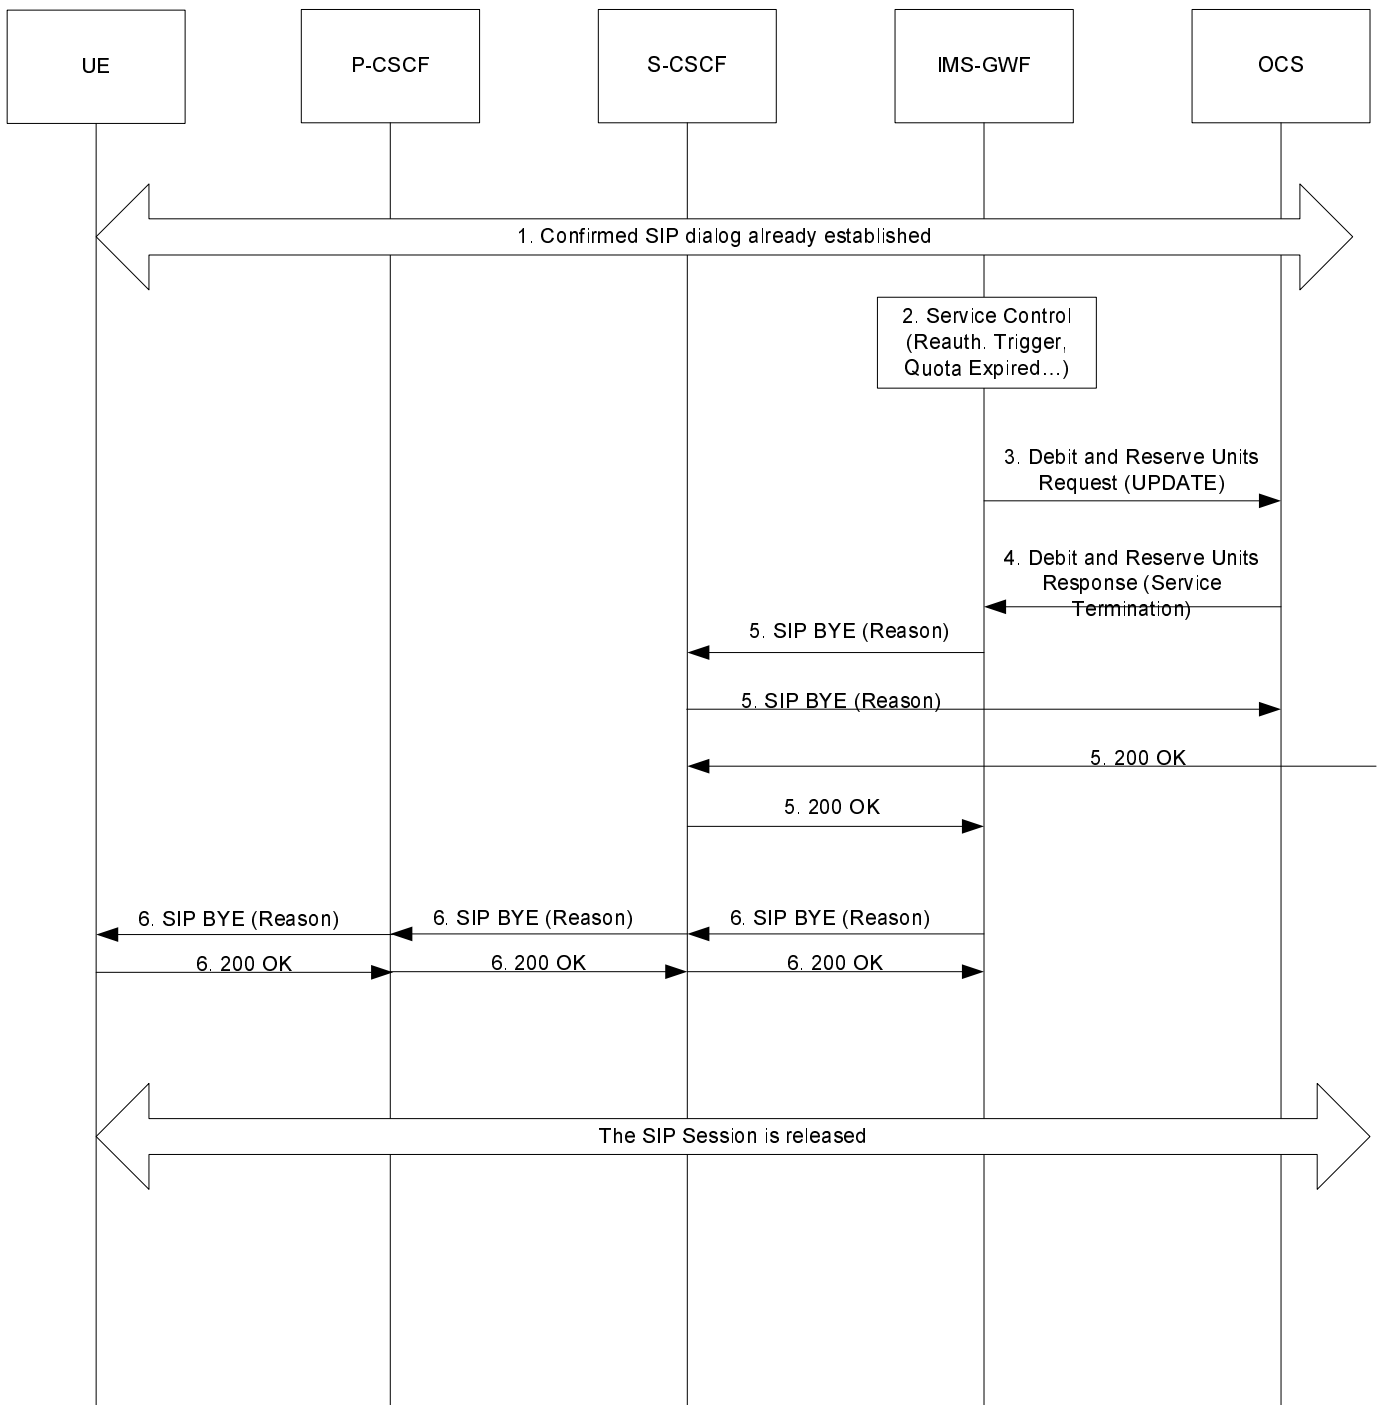 UE
P-CSCF
S-CSCF
IMS-GWF
OCS
1. Confirmed SIP dialog already established
2. Service Control
(Reauth. Trigger,
Quota Expired...)
3. Debit and Reserve Units
Request (UPDATE)
4. Debit and Reserve Units
Response (Service
Termination)
5. SIP BYE (Reason)
5. SIP BYE (Reason)
5. 200 OK
5. 200 OK
6. SIP BYE (Reason)
6. SIP BYE (Reason)
6. SIP BYE (Reason)
6. 200 OK
6. 200 OK
6. 200 OK
The SIP Session is released